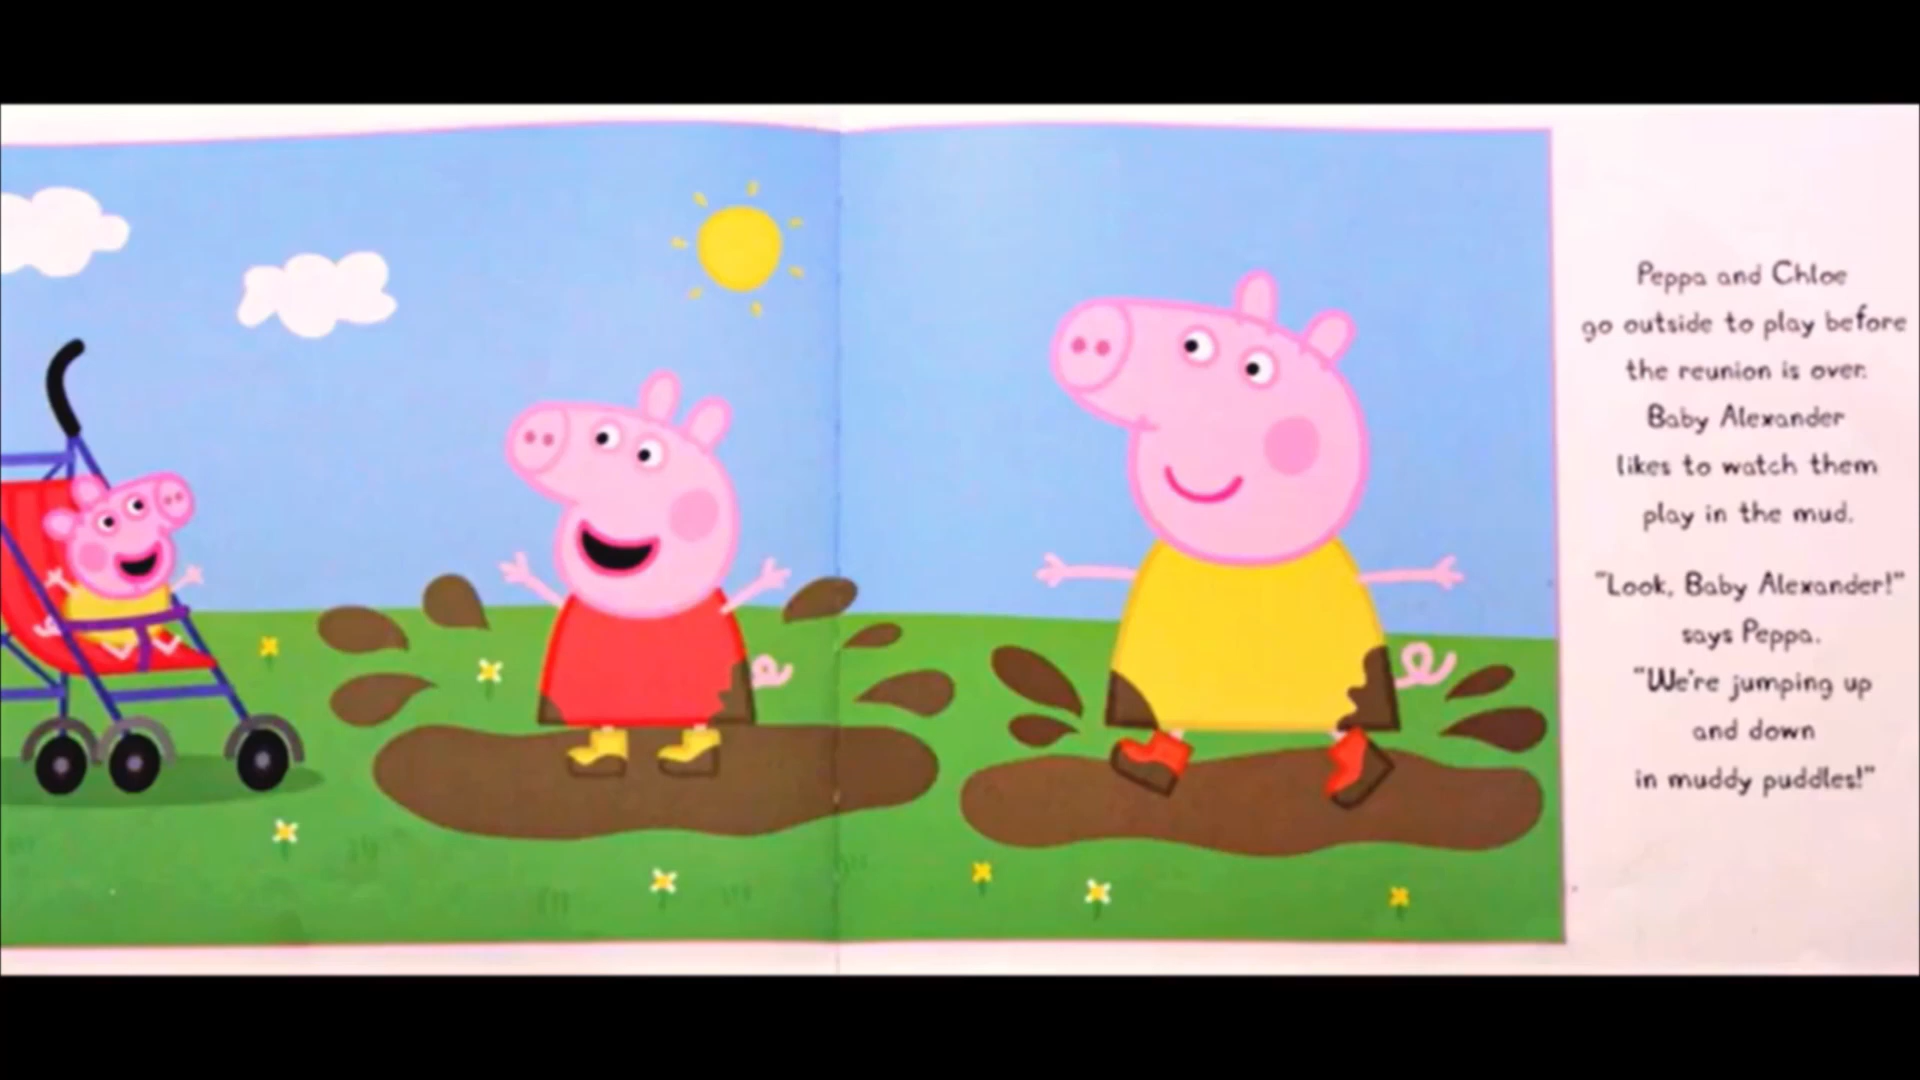 Peppa and Chloe
go outside to play before
the reunion is over.
Baby Alexander
likes to watch them
play in the mud.
"Look, Baby Alexander!"
says Peppa.
"We're jumping up
and down
in muddy puddles!"